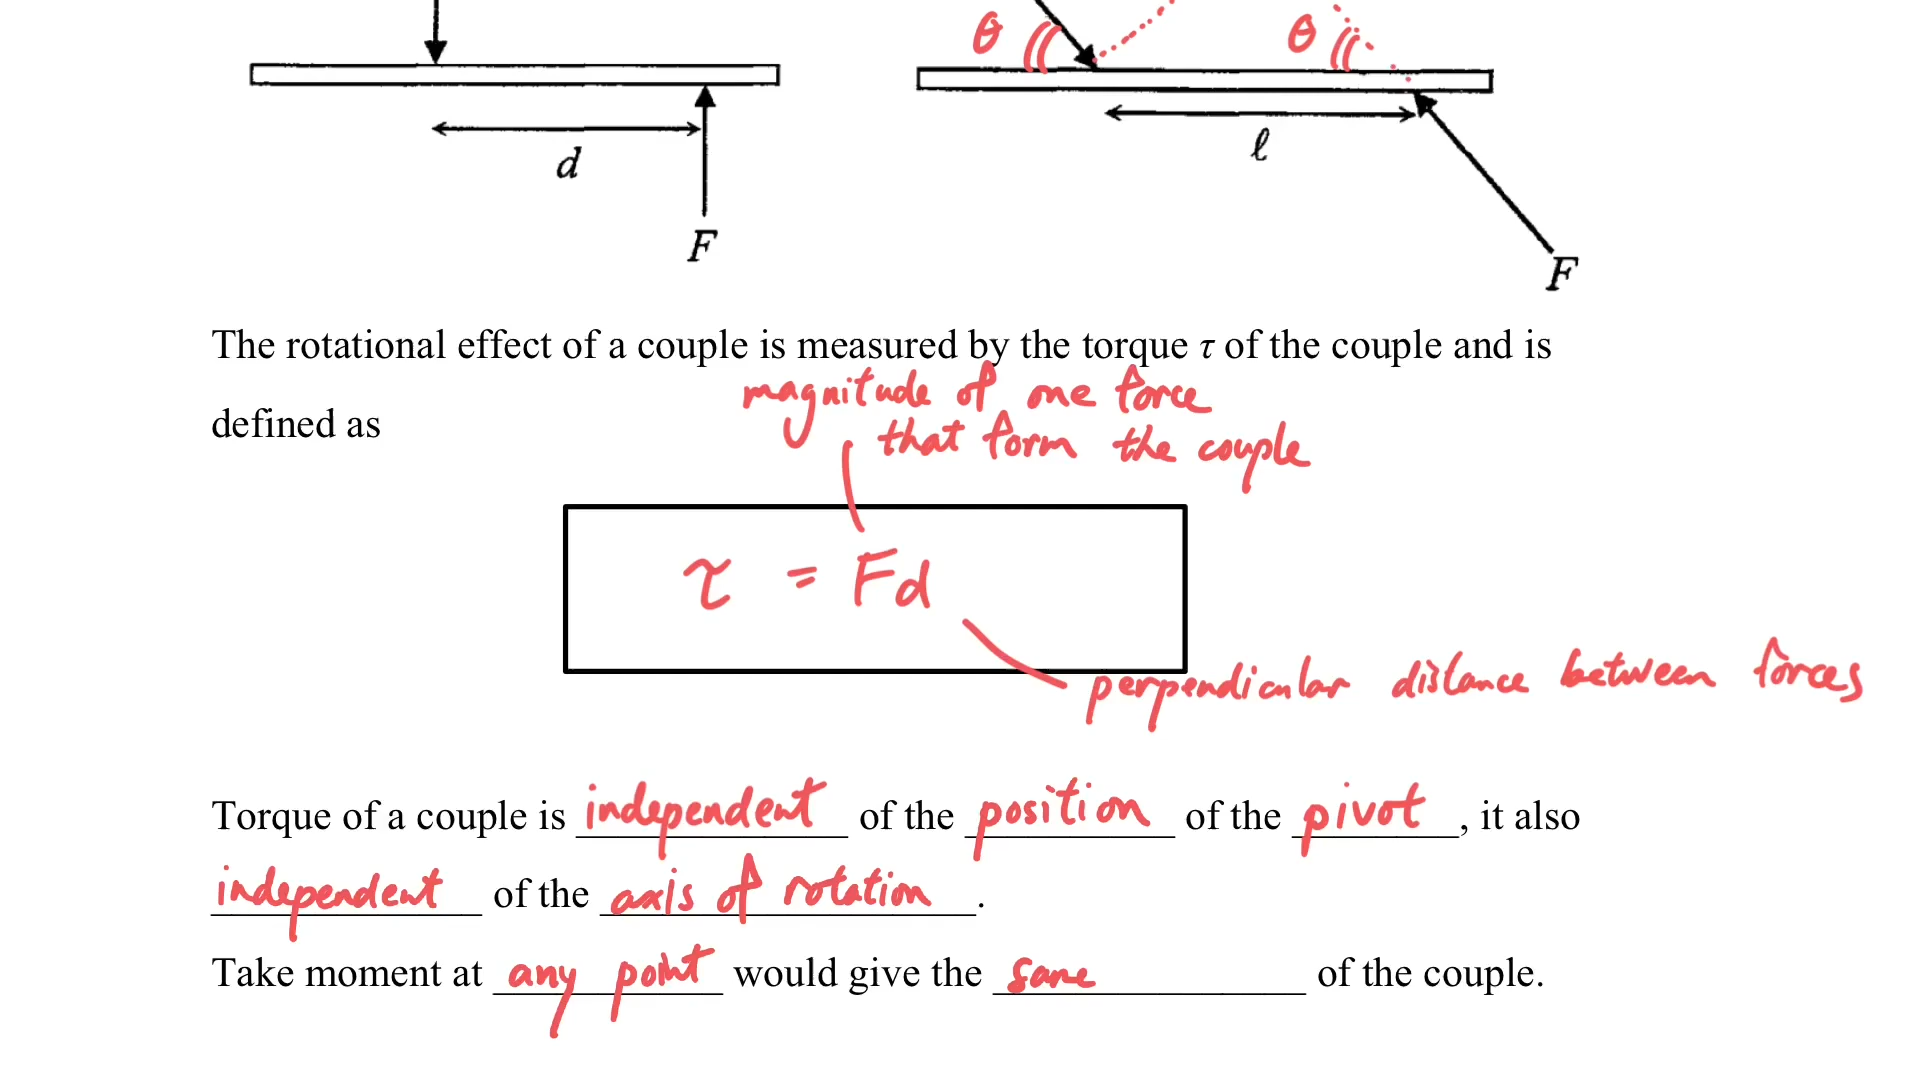 θ θ
d ℓ
F F
The rotational effect of a couple is measured by the torque τ of the couple and is
magnitude of one force
defined as
that form the couple
τ = Fd
perpendicular distance between forces
Torque of a couple is independent of the position of the pivot, it also
independent of the axis of rotation.
Take moment at any point would give the same of the couple.